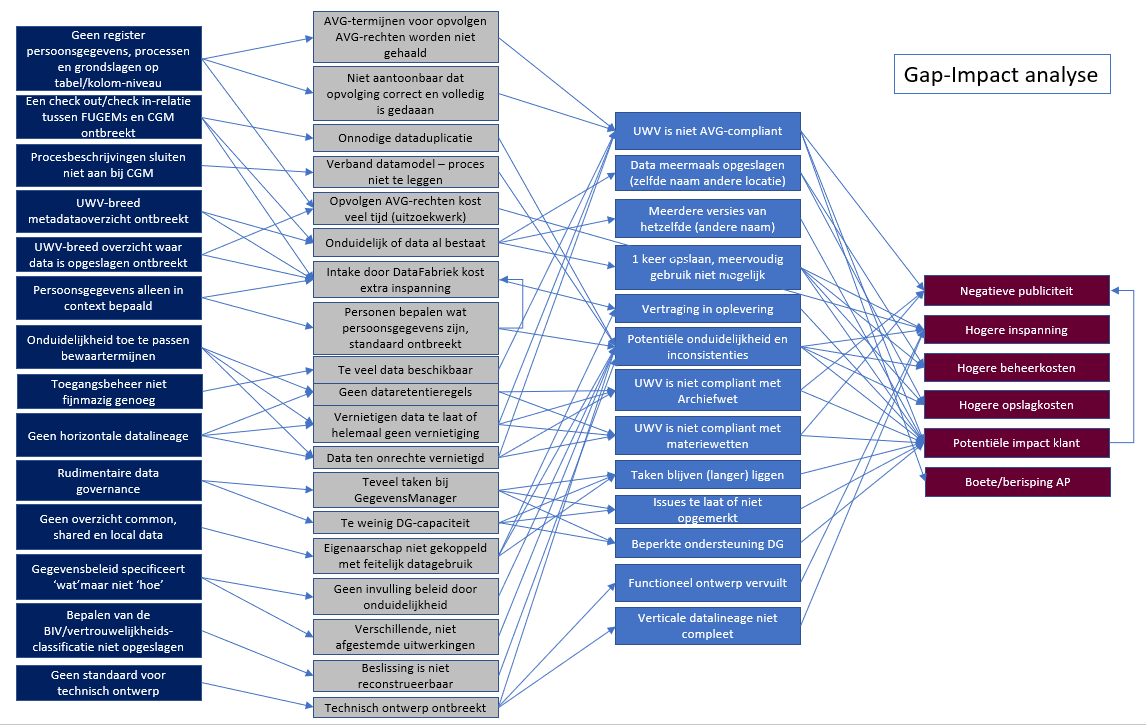 Gap-Impact analyse
Geen register
persoonsgegevens, processen
en grondslagen op
tabel/kolom-niveau
Een check out/check in-relatie
tussen FUGEMs en CGM
ontbreekt
Procesbeschrijvingen sluiten
niet aan bij CGM
UWV-breed
metadataoverzicht ontbreekt
UWV-breed overzicht waar
data is opgeslagen ontbreekt
Persoonsgegevens alleen in
context bepaald
Onduidelijkheid toe te passen
bewaartermijnen
Toegangsbeheer niet
fijnmazig genoeg
Geen horizontale datalineage
Rudimentaire data
governance
Geen overzicht common,
shared en local data
Gegevensbeleid specificeert
‘wat’maar niet ‘hoe’
Bepalen van de
BIV/vertrouwelijkheids-
classificatie niet opgeslagen
Geen standaard voor
technisch ontwerp
AVG-termijnen voor opvolgen
AVG-rechten worden niet
gehaald
Niet aantoonbaar dat
opvolging correct en volledig
is gedaaan
Onnodige dataduplicatie
Verband datamodel – proces
niet te leggen
Opvolgen AVG-rechten kost
veel tijd (uitzoekwerk)
Onduidelijk of data al bestaat
Intake door DataFabriek kost
extra inspanning
Personen bepalen wat
persoonsgegevens zijn,
standaard ontbreekt
Te veel data beschikbaar
Geen dataretentieregels
Vernietigen data te laat of
helemaal geen vernietiging
Data ten onrechte vernietigd
Teveel taken bij
GegevensManager
Te weinig DG-capaciteit
Eigenaarschap niet gekoppeld
met feitelijk datagebruik
Geen invulling beleid door
onduidelijkheid
Verschillende, niet
afgestemde uitwerkingen
Beslissing is niet
reconstrueerbaar
Technisch ontwerp ontbreekt
UWV is niet AVG-compliant
Data meermaals opgeslagen
(zelfde naam andere locatie)
Meerdere versies van
hetzelfde (andere naam)
1 keer opslaan, meervoudig
gebruik niet mogelijk
Vertraging in oplevering
Potentiële onduidelijkheid en
inconsistenties
UWV is niet compliant met
Archiefwet
UWV is niet compliant met
materiewetten
Taken blijven (langer) liggen
Issues te laat of niet
opgemerkt
Beperkte ondersteuning DG
Functioneel ontwerp vervuilt
Verticale datalineage niet
compleet
Negatieve publiciteit
Hogere inspanning
Hogere beheerkosten
Hogere opslagkosten
Potentiële impact klant
Boete/berisping AP